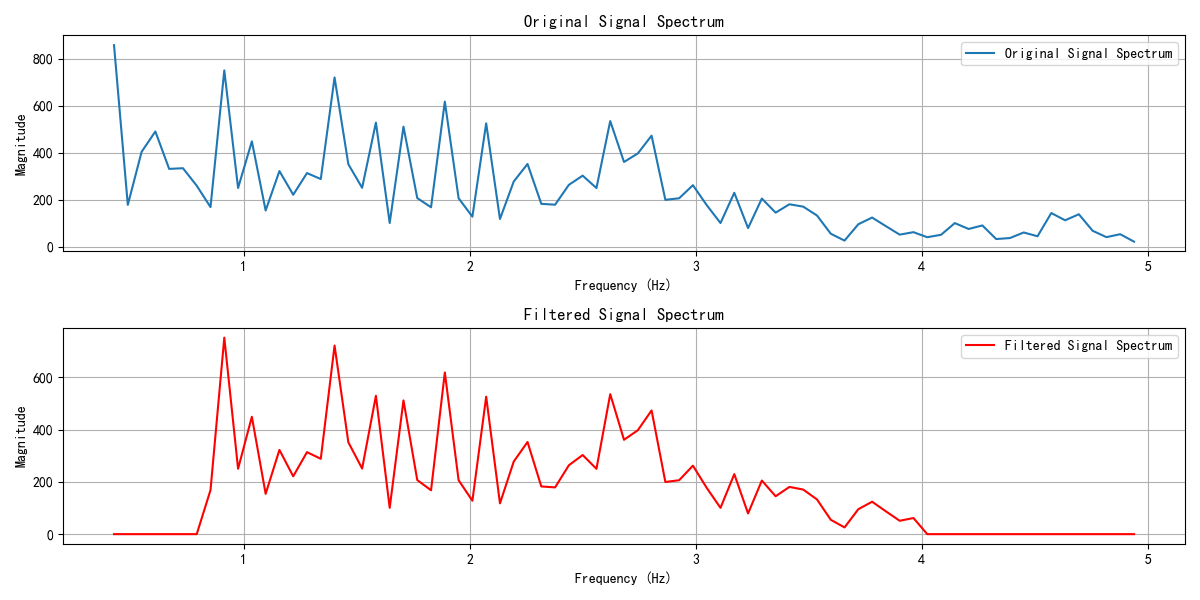 Original Signal Spectrum
Original Signal Spectrum
800
600
400
200
0
Magnitude
1
2
3
4
5
Frequency (Hz)
Filtered Signal Spectrum
Filtered Signal Spectrum
600
400
200
0
Magnitude
1
2
3
4
5
Frequency (Hz)